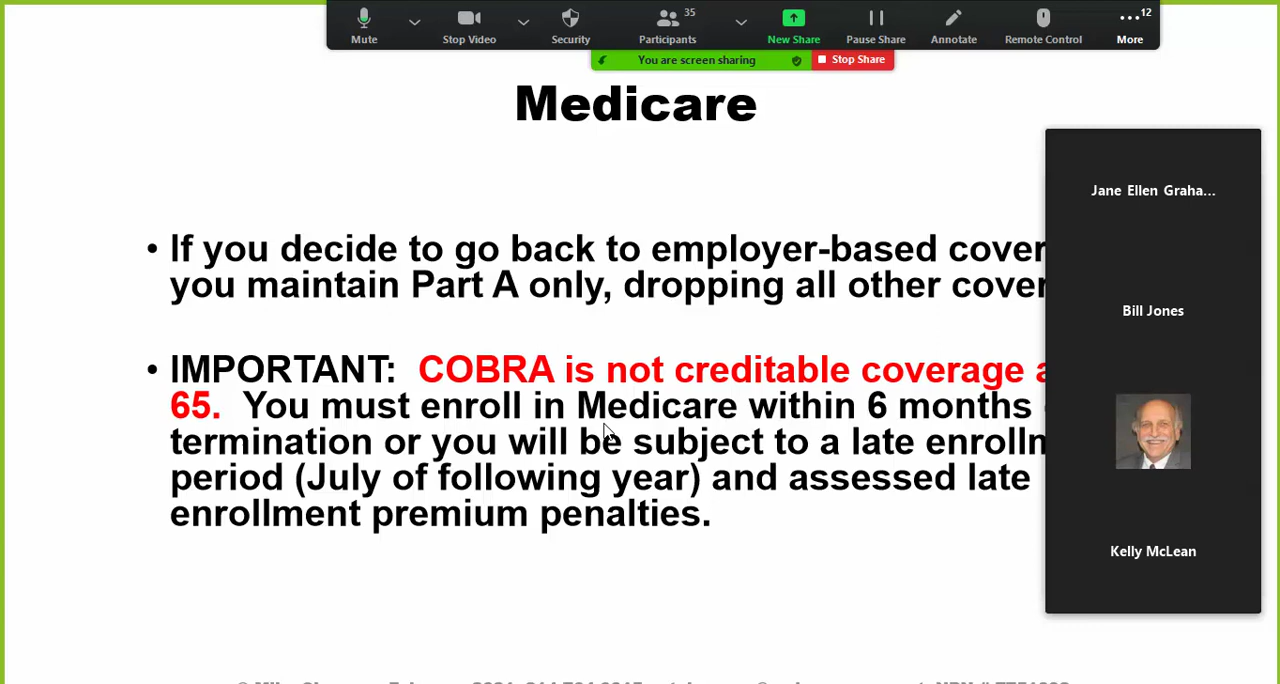 35
12
Mute
Stop Video
Security
Participants
New Share
Pause Share
Annotate
Remote Control
More
You are screen sharing
Stop Share
Medicare
Jane Ellen Graha...
• If you decide to go back to employer-based cover
you maintain Part A only, dropping all other cover
Bill Jones
• IMPORTANT: COBRA is not creditable coverage a
65. You must enroll in Medicare within 6 months
termination or you will be subject to a late enrollm
period (July of following year) and assessed late
enrollment premium penalties.
Kelly McLean